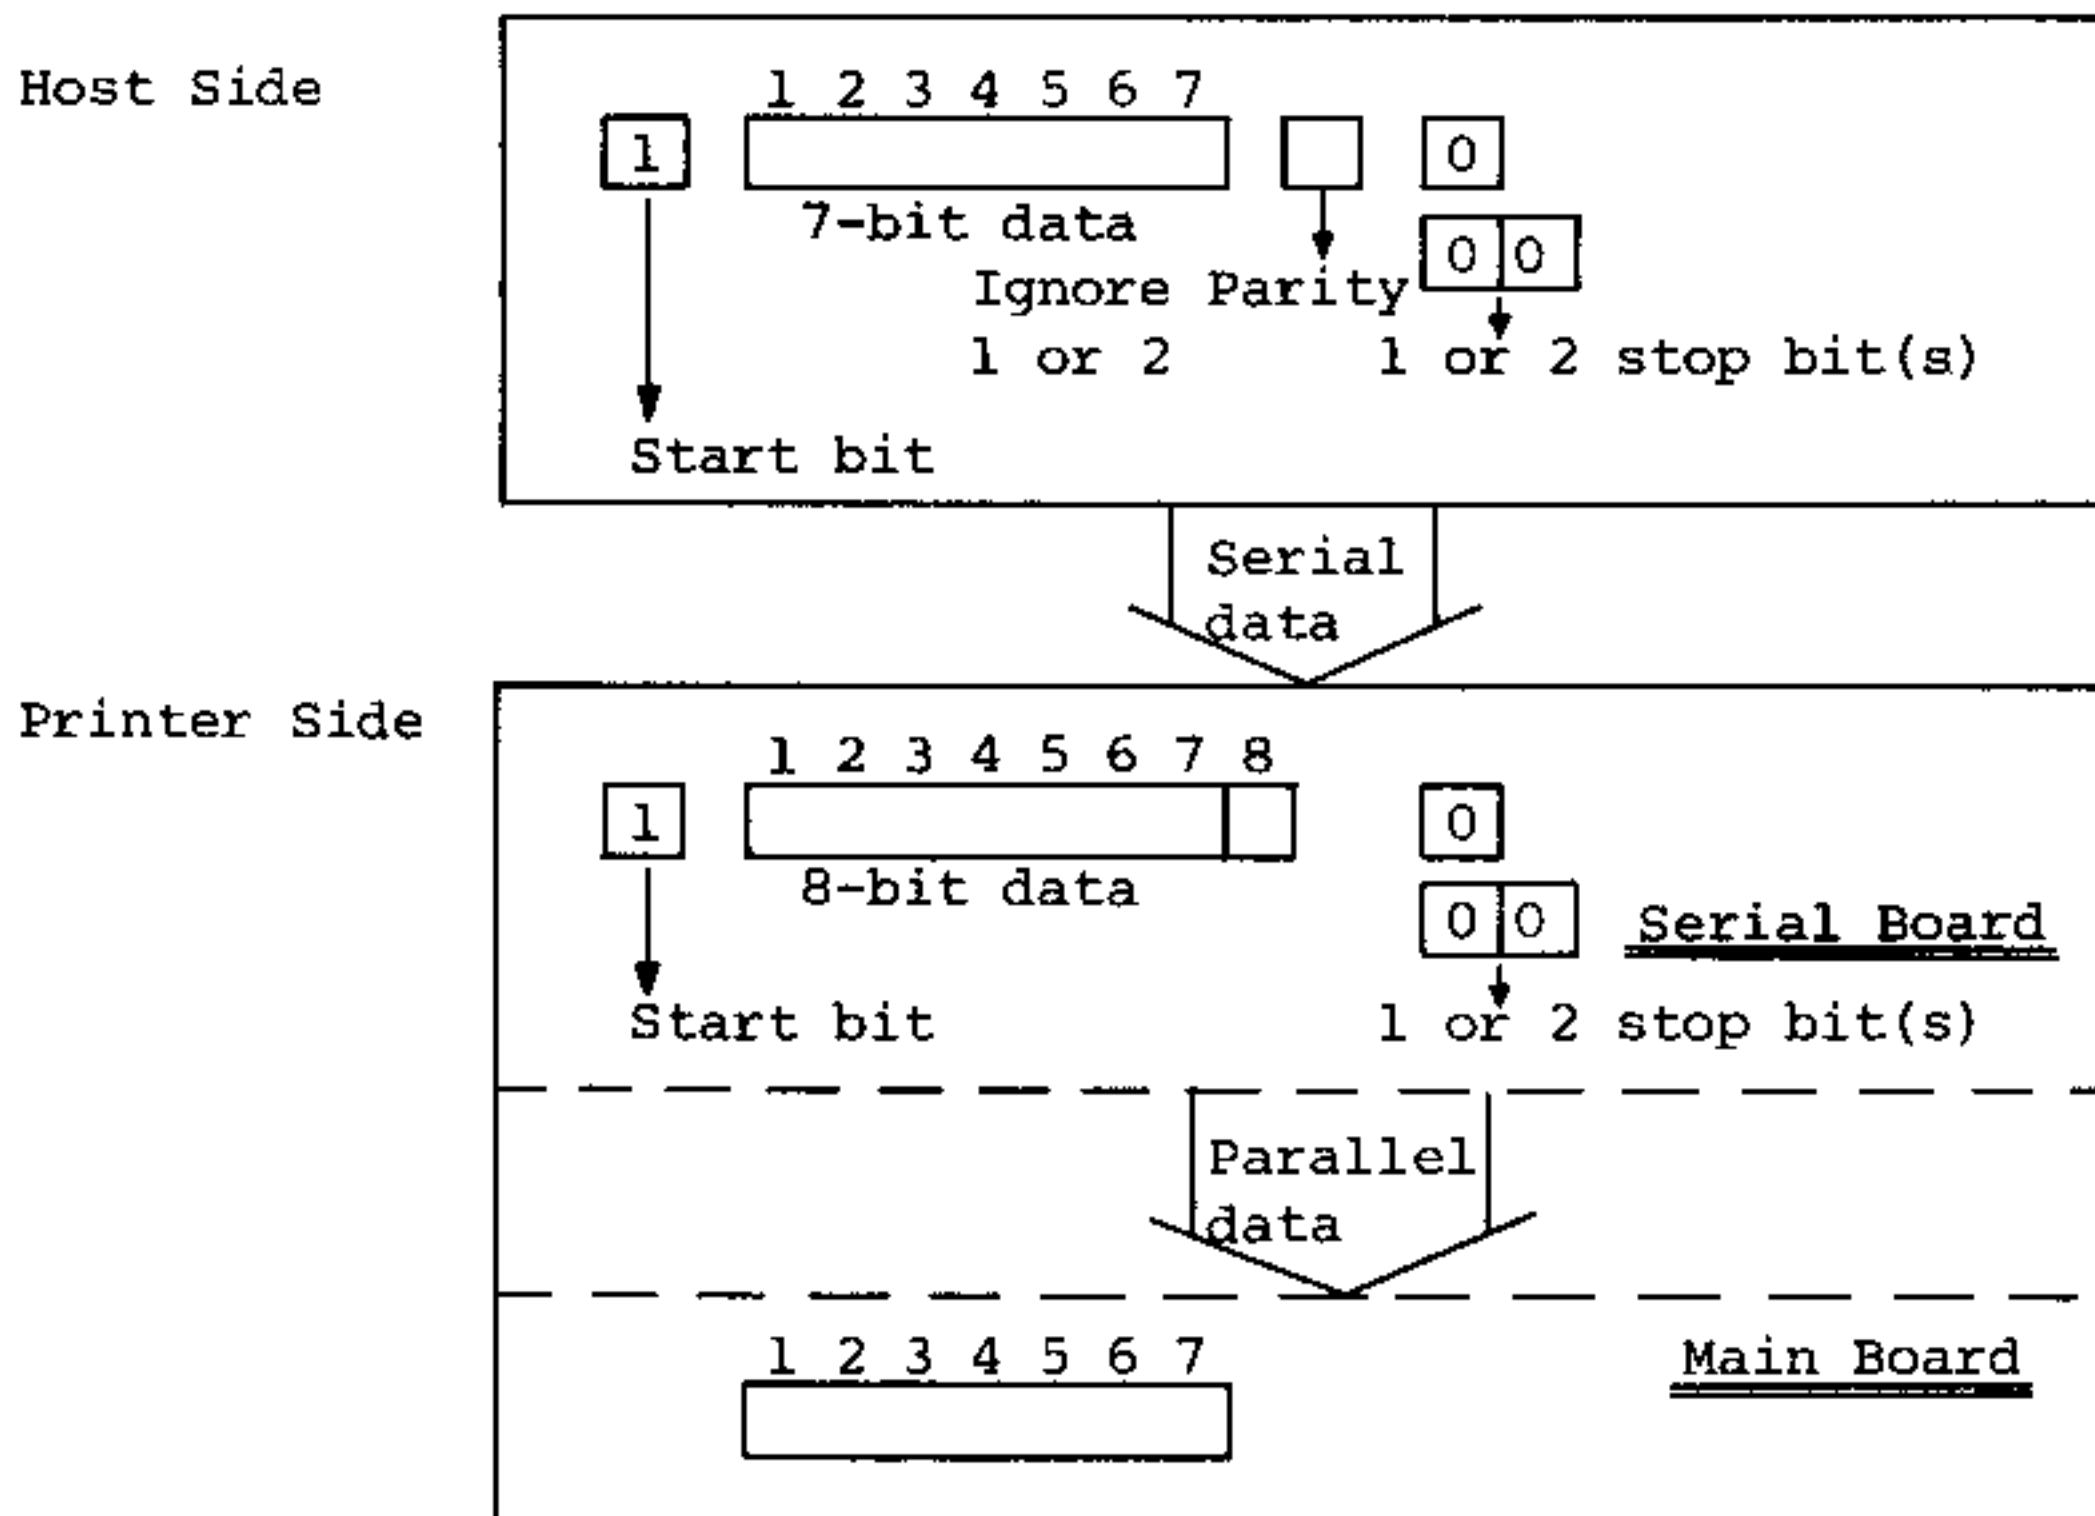 Host Side
1 2 3 4 5 6 7
1 0
7-bit data
0 0
Ignore Parity
1 or 2 1 or 2 stop bit(s)
Start bit
Serial
data
Printer Side
1 2 3 4 5 6 7 8
1 0
8-bit data
0 0 Serial Board
Start bit 1 or 2 stop bit(s)
Parallel
data
1 2 3 4 5 6 7 Main Board